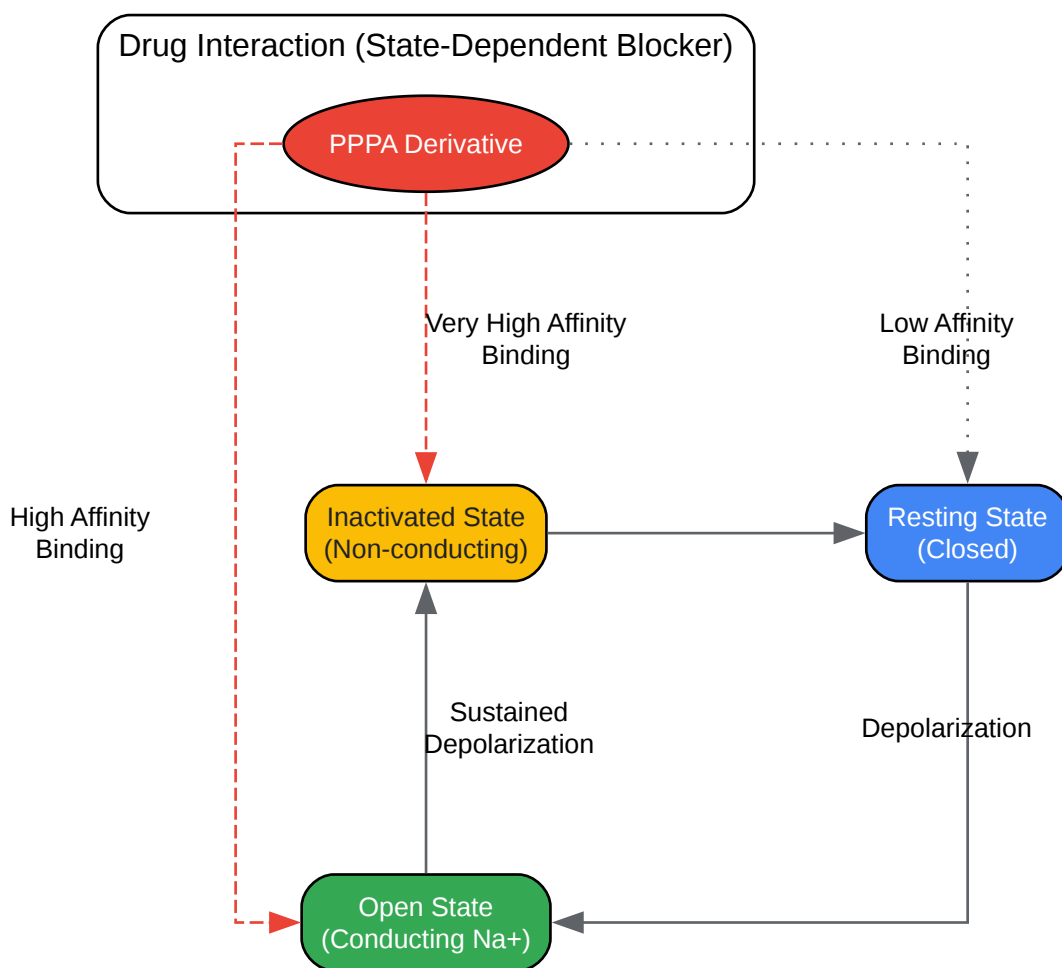 Drug Interaction (State-Dependent Blocker)
PPPA Derivative
Very High Affinity
Binding
Low Affinity
Binding
High Affinity
Binding
Inactivated State
(Non-conducting)
Resting State
(Closed)
Sustained
Depolarization
Depolarization
Open State
(Conducting Na+)